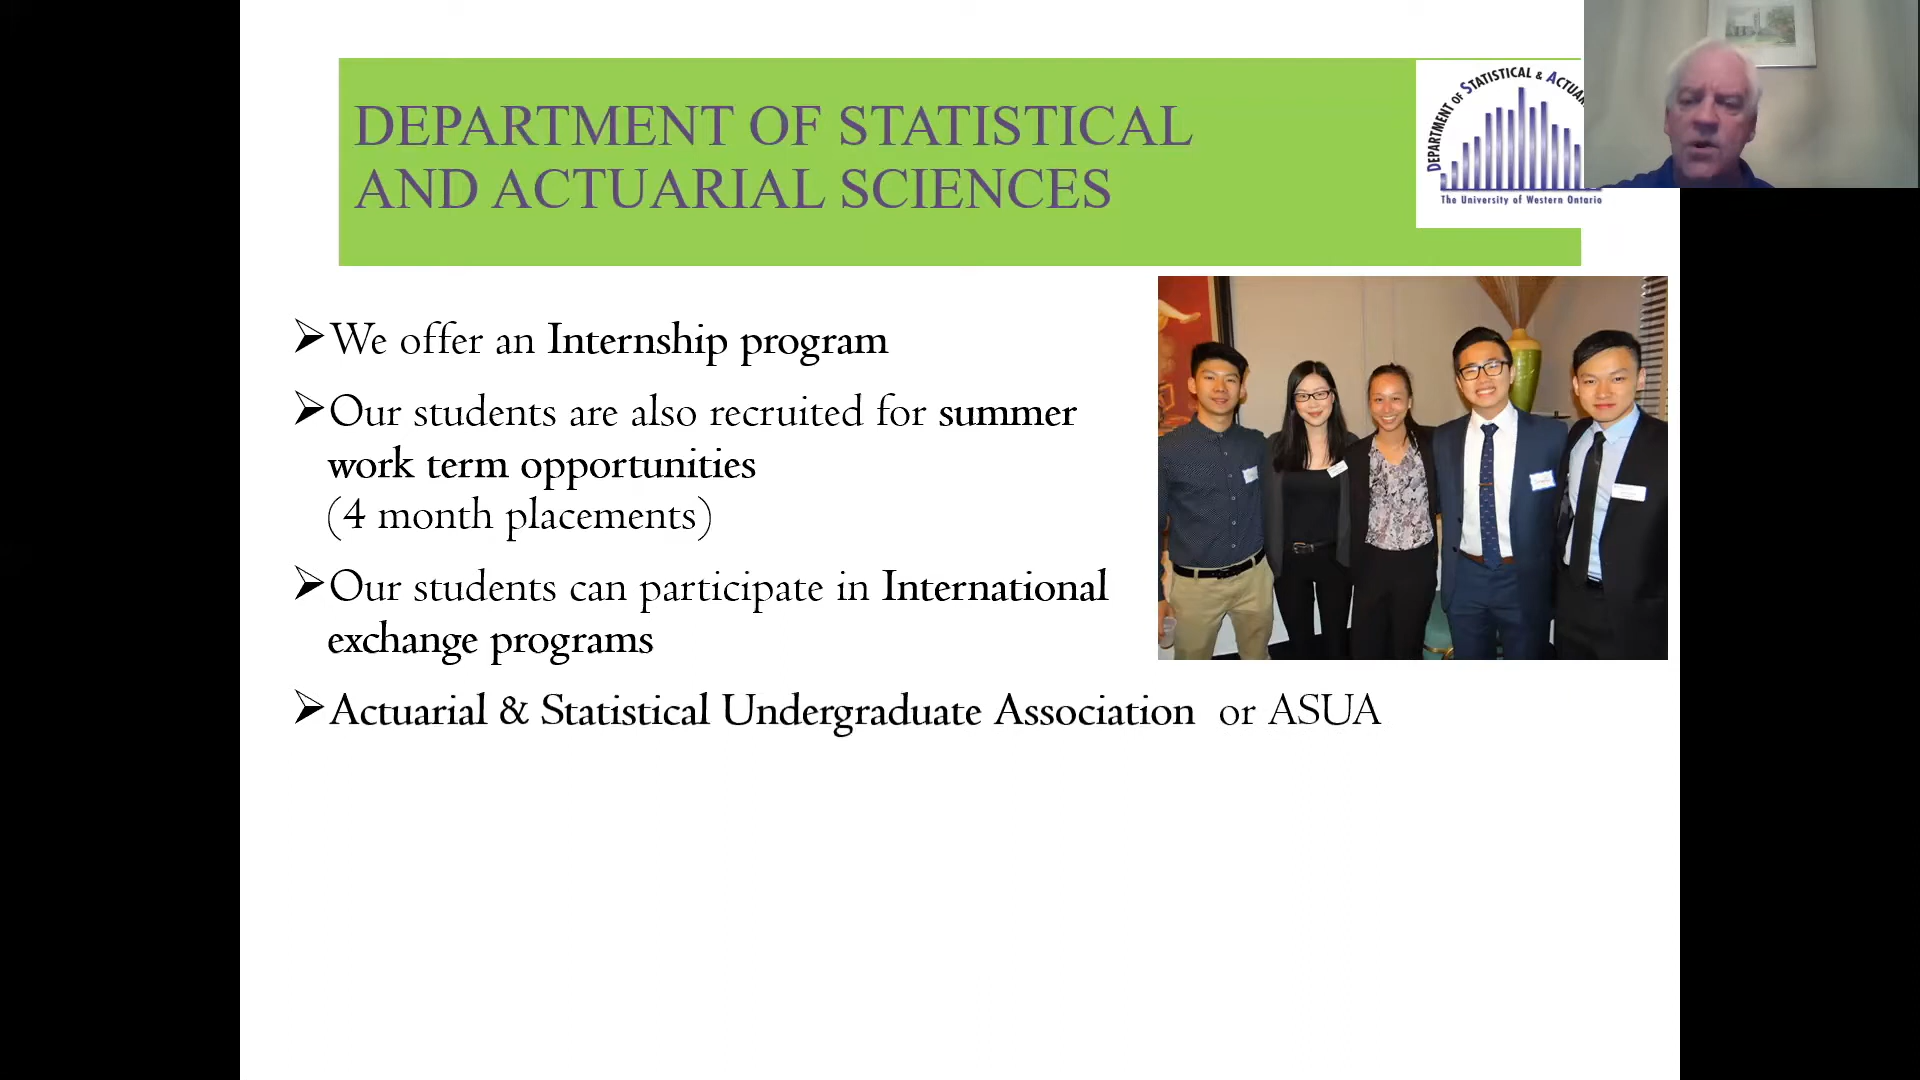 DEPARTMENT OF STATISTICAL
AND ACTUARIAL SCIENCES
DEPARTMENT OF STATISTICAL &
The University of Western Ontario
➢We offer an Internship program
➢Our students are also recruited for summer
work term opportunities
(4 month placements)
➢Our students can participate in International
exchange programs
➢Actuarial & Statistical Undergraduate Association or ASUA